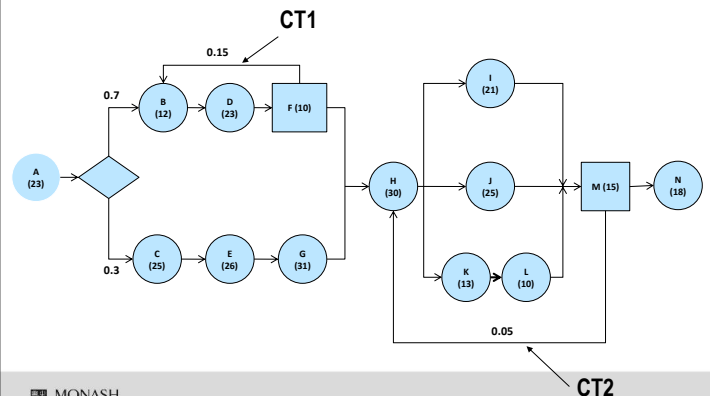 CT1
0.15
I
(21)
0.7
B
(12)
D
(23)
F (10)
A
(23)
H
(30)
J
(25)
M (15)
N
(18)
0.3
C
(25)
E
(26)
G
(31)
K
(13)
L
(10)
0.05
CT2
MONASH